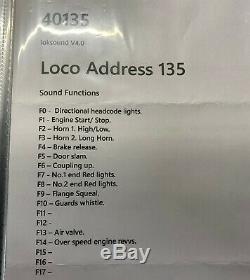 40135
loksound V4.0
Loco Address 135
Sound Functions
F0 - Directional headcode lights.
F1 - Engine Start/ Stop.
F2 – Horn 1. High/Low.
F3 – Horn 2. Long Horn.
F4 – Brake release.
F5 – Door slam.
F6 – Coupling up.
F7 – No.1 end Red lights.
F8 – No.2 end Red lights.
F9 – Flange Squeal.
F10 – Guards whistle.
F11 –
F12 -
F13 – Air valve.
F14 – Over speed engine revvs.
F15 –
F16 –
F17 -